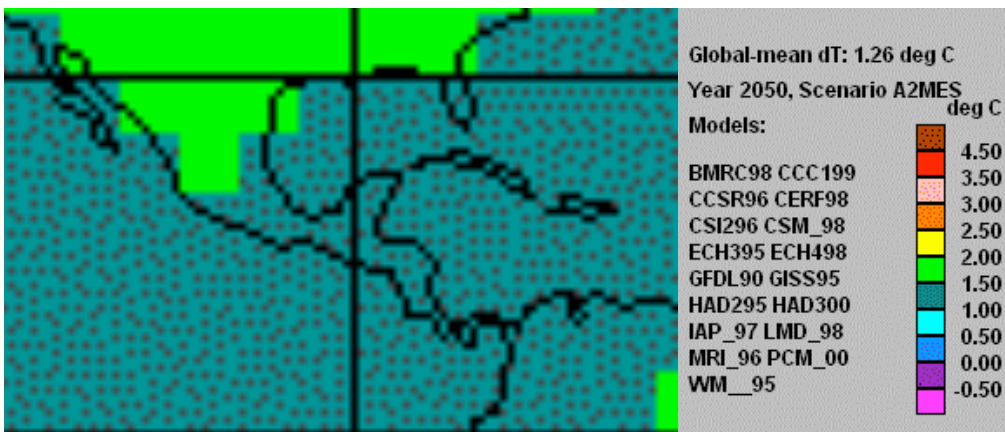 Global-mean dT: 1.26 deg C
Year 2050, Scenario A2MES
deg C
Models:
4.50
BMRC98 CCC199
3.50
CCSR96 CERF98
3.00
CSI296 CSM_98
2.50
ECH395 ECH498
2.00
GFDL90 GISS95
1.50
HAD295 HAD300
1.00
IAP_97 LMD_98
0.50
MRI_96 PCM_00
0.00
WM__95
-0.50